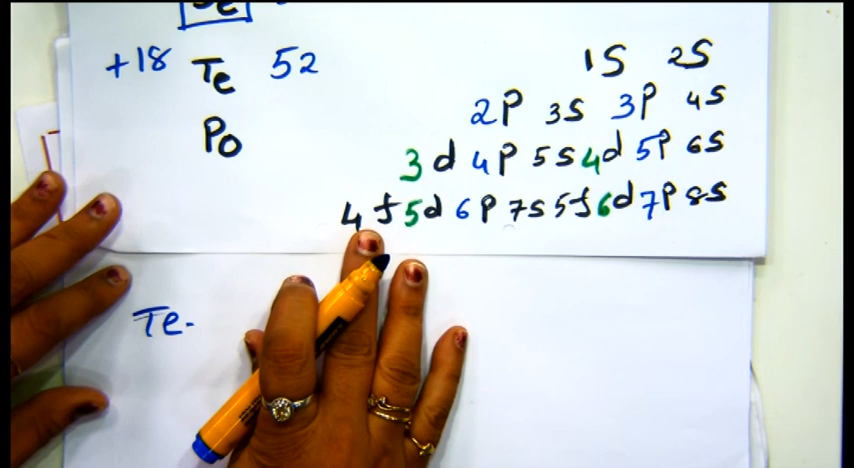 Se
+18 Te 52
Po
1S 2S
2P 3S 3P 4S
3d 4P 5S 4d 5P 6S
4f 5d 6P 7S 5f 6d 7P 8S
Te-